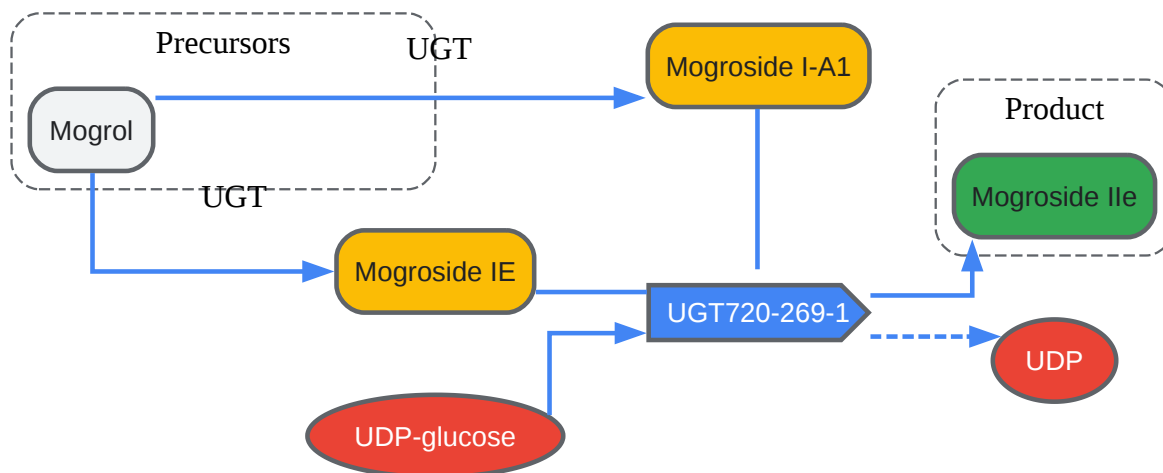 Precursors
UGT
Mogroside I-A1
Mogrol
Product
UGT
Mogroside IIe
Mogroside IE
UGT720-269-1
UDP
UDP-glucose